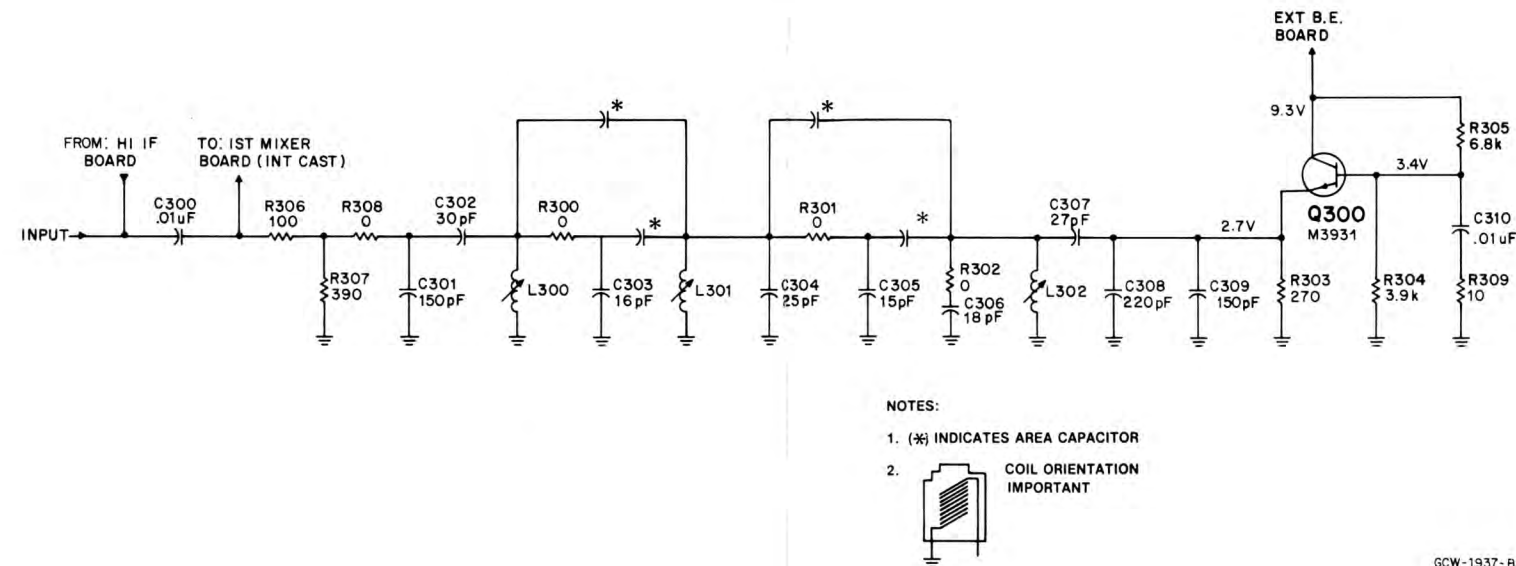 EXT B.E.
BOARD
9.3V
R305
6.8k
3.4V
Q300
M3931
2.7V
C310
.01uF
R303
270
R304
3.9k
R309
10
FROM: HI IF
BOARD
TO: 1ST MIXER
BOARD (INT CAST)
INPUT
C300
.01uF
R306
100
R308
0
C302
30pF
R300
0
*
*
R301
0
*
*
C307
27pF
R307
390
C301
150pF
L300
C303
16pF
L301
C304
25pF
C305
15pF
R302
0
C306
18pF
L302
C308
220pF
C309
150pF
NOTES:
1. (*) INDICATES AREA CAPACITOR
2. COIL ORIENTATION
IMPORTANT
GCW-1937-B